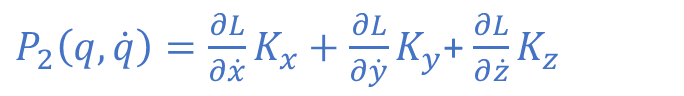 P₂(q, q̇) = ∂L/∂ẋ Kₓ + ∂L/∂ẏ K_y + ∂L/∂ż K_z